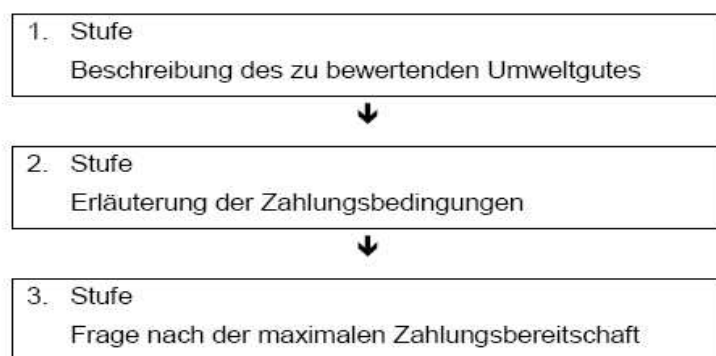 1. Stufe
Beschreibung des zu bewertenden Umweltgutes
2. Stufe
Erläuterung der Zahlungsbedingungen
3. Stufe
Frage nach der maximalen Zahlungsbereitschaft